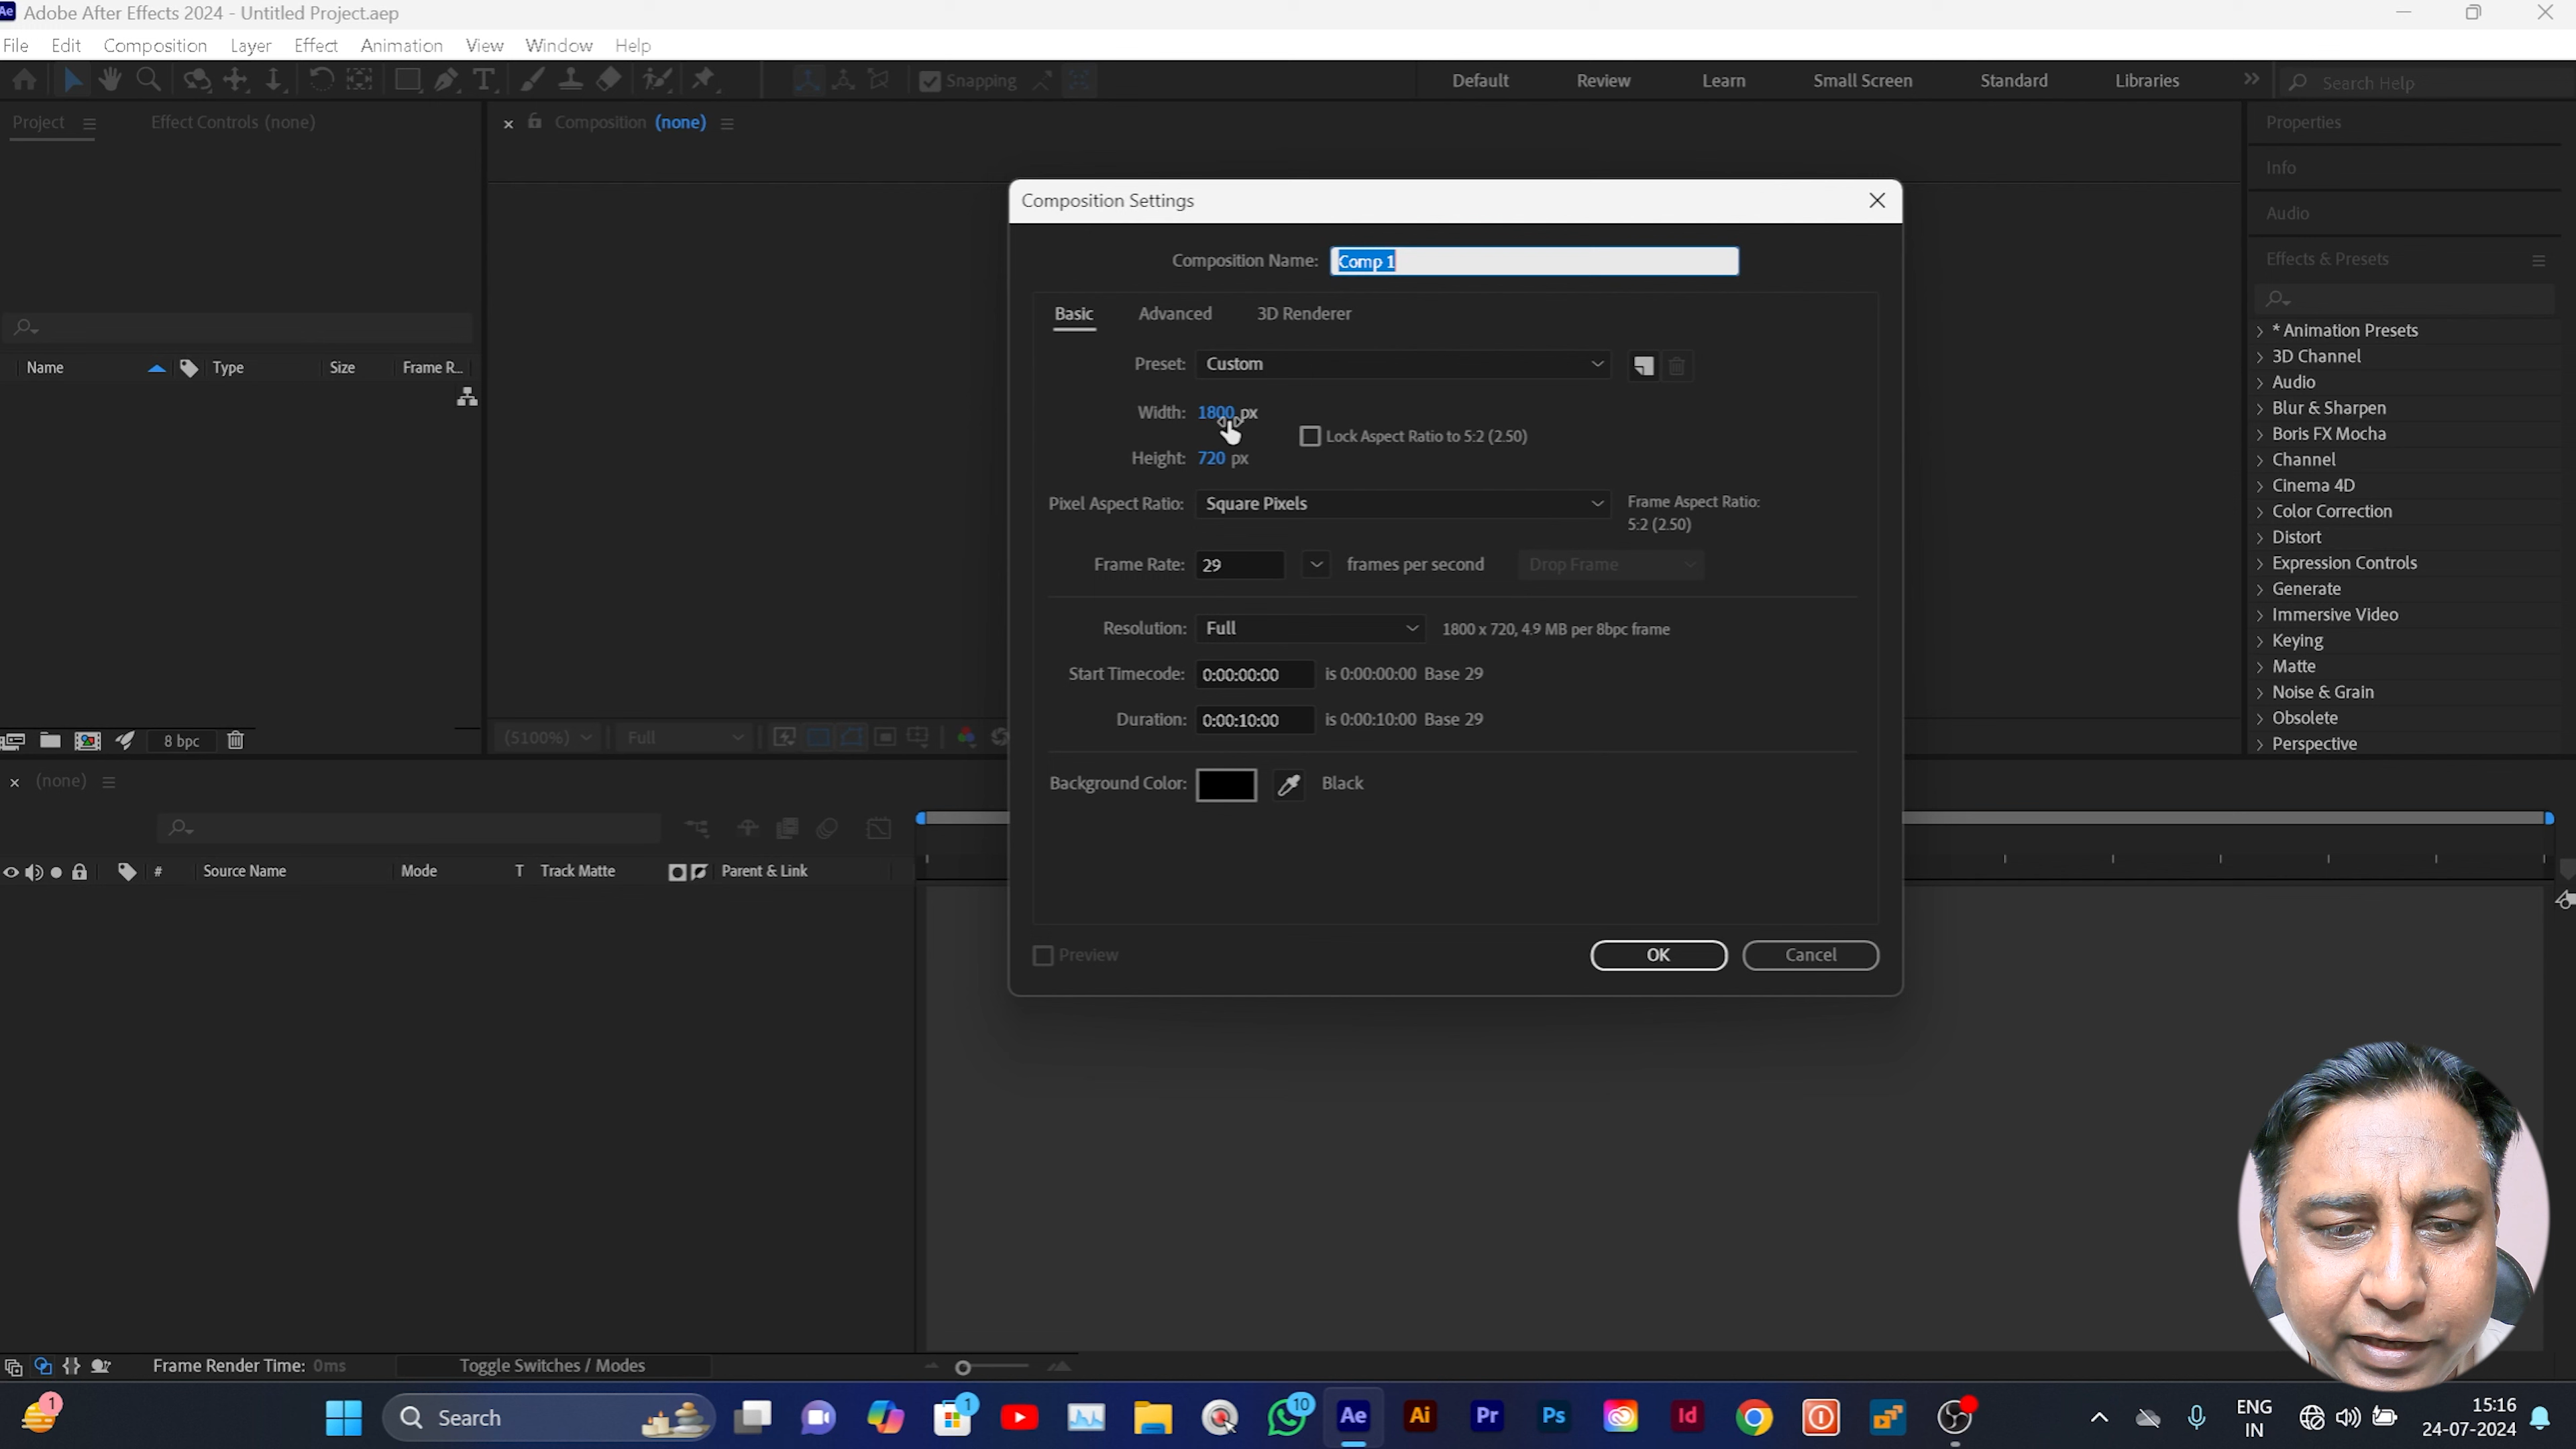 Ae Adobe After Effects 2024 - Untitled Project.aep
File Edit Composition Layer Effect Animation View Window Help
Snapping Default Review Learn Small Screen Standard Libraries Search Help
Project Effect Controls (none) Composition (none) Properties
Info
Audio
Effects & Presets
Composition Settings
Composition Name: Comp 1
Basic Advanced 3D Renderer
Preset: Custom
Width: 1800 px
Lock Aspect Ratio to 5:2 (2.50)
Height: 720 px
Pixel Aspect Ratio: Square Pixels Frame Aspect Ratio:
5:2 (2.50)
Frame Rate: 29 frames per second Drop Frame
Resolution: Full 1800 x 720, 4.9 MB per 8bpc frame
Start Timecode: 0:00:00:00 is 0:00:00:00 Base 29
Duration: 0:00:10:00 is 0:00:10:00 Base 29
Background Color: Black
Preview OK Cancel
Name Type Size Frame R...
* Animation Presets
3D Channel
Audio
Blur & Sharpen
Boris FX Mocha
Channel
Cinema 4D
Color Correction
Distort
Expression Controls
Generate
Immersive Video
Keying
Matte
Noise & Grain
Obsolete
Perspective
8 bpc (5100%) Full
(none)
# Source Name Mode T Track Matte Parent & Link
Frame Render Time: 0ms Toggle Switches / Modes
1 Search 1 10 Ae Ai Pr Ps Id ENG
IN
15:16
24-07-2024